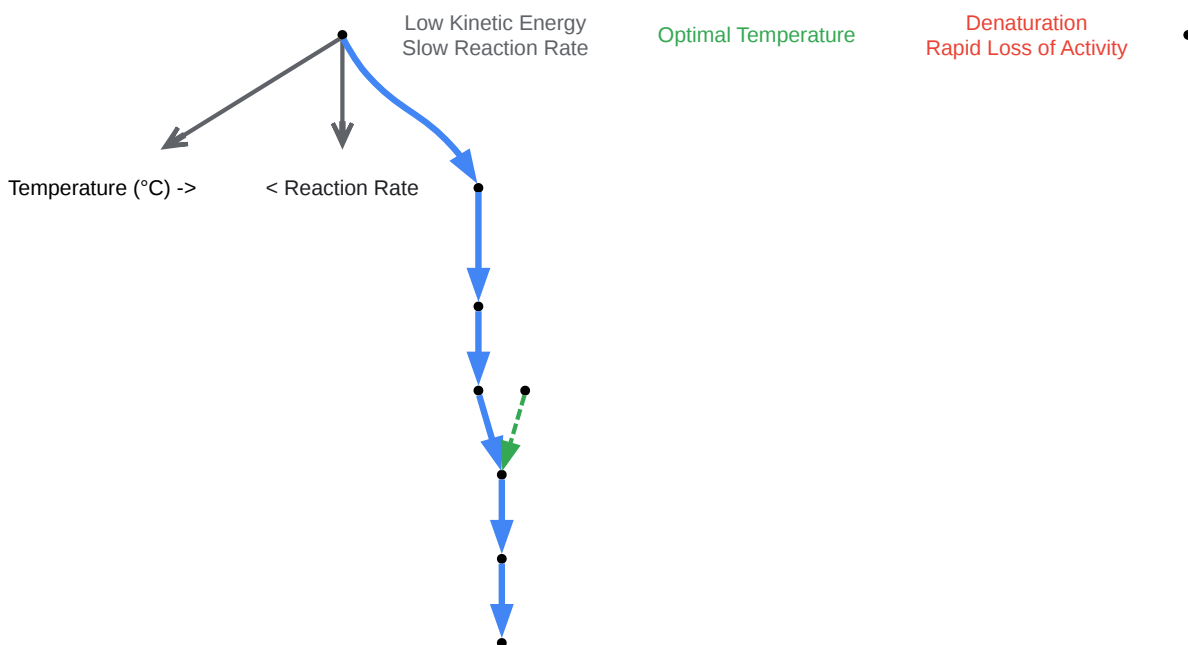 Low Kinetic Energy
Slow Reaction Rate
Optimal Temperature
Denaturation
Rapid Loss of Activity
Temperature (°C) ->
< Reaction Rate